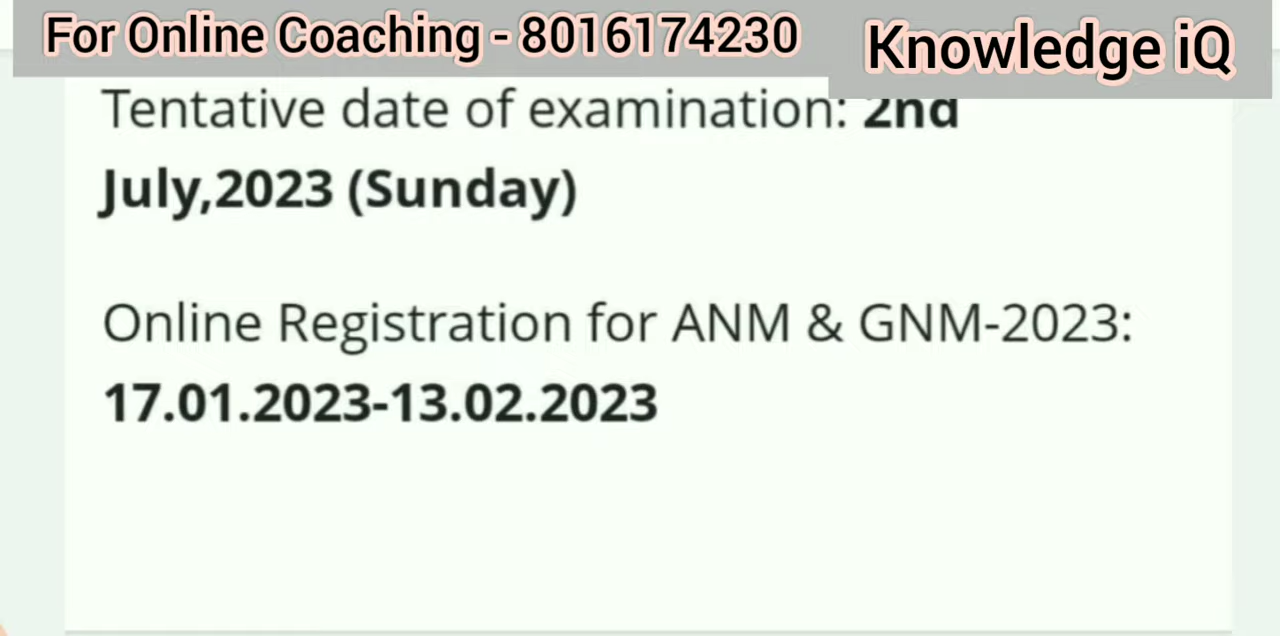 For Online Coaching - 8016174230
Knowledge iQ
Tentative date of examination: 2nd
July,2023 (Sunday)
Online Registration for ANM & GNM-2023:
17.01.2023-13.02.2023